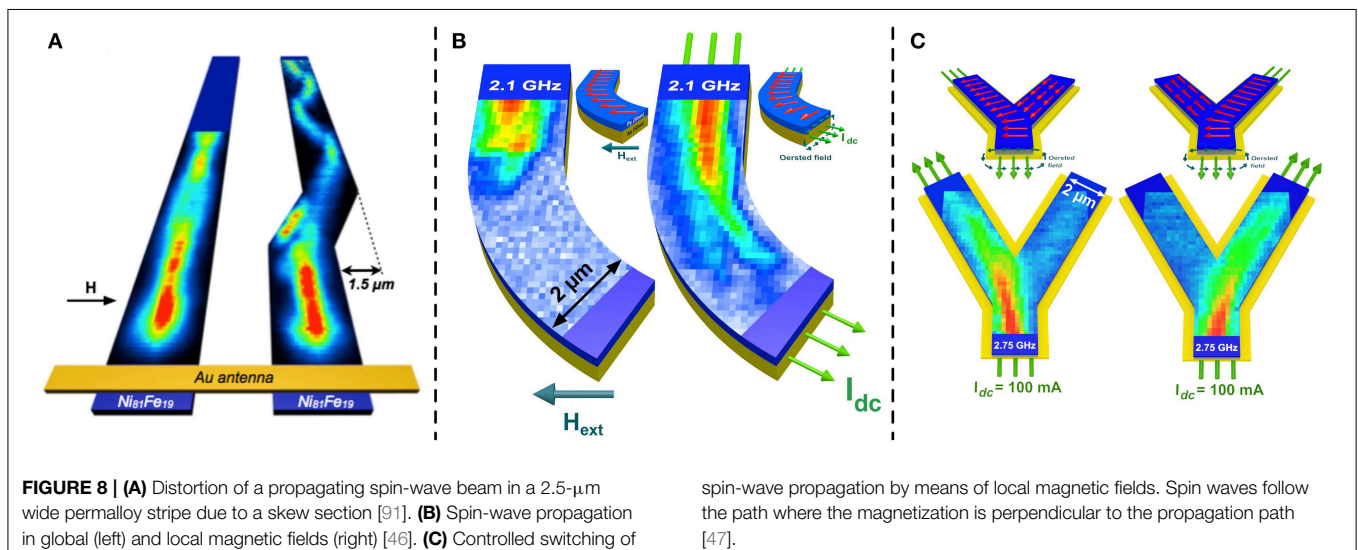 A
H
1.5 µm
Au antenna
Ni81Fe19
Ni81Fe19
B
2.1 GHz
Hext
2.1 GHz
Idc
Oersted field
2 µm
Hext
Idc
C
Oersted
field
Oersted
field
2 µm
2.75 GHz
2.75 GHz
Idc = 100 mA
Idc = 100 mA
FIGURE 8 | (A) Distortion of a propagating spin-wave beam in a 2.5-µm
wide permalloy stripe due to a skew section [91]. (B) Spin-wave propagation
in global (left) and local magnetic fields (right) [46]. (C) Controlled switching of
spin-wave propagation by means of local magnetic fields. Spin waves follow
the path where the magnetization is perpendicular to the propagation path
[47].